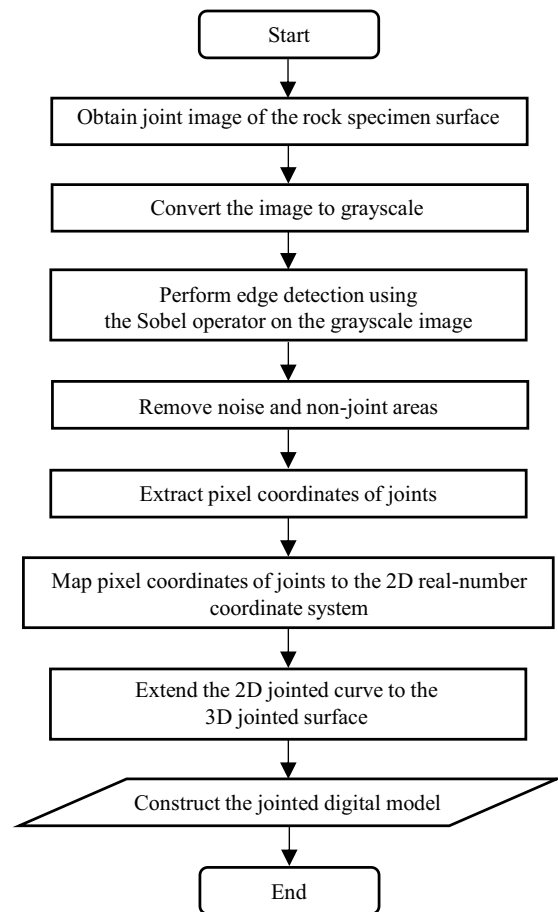 Start
Obtain joint image of the rock specimen surface
Convert the image to grayscale
Perform edge detection using
the Sobel operator on the grayscale image
Remove noise and non-joint areas
Extract pixel coordinates of joints
Map pixel coordinates of joints to the 2D real-number
coordinate system
Extend the 2D jointed curve to the
3D jointed surface
Construct the jointed digital model
End